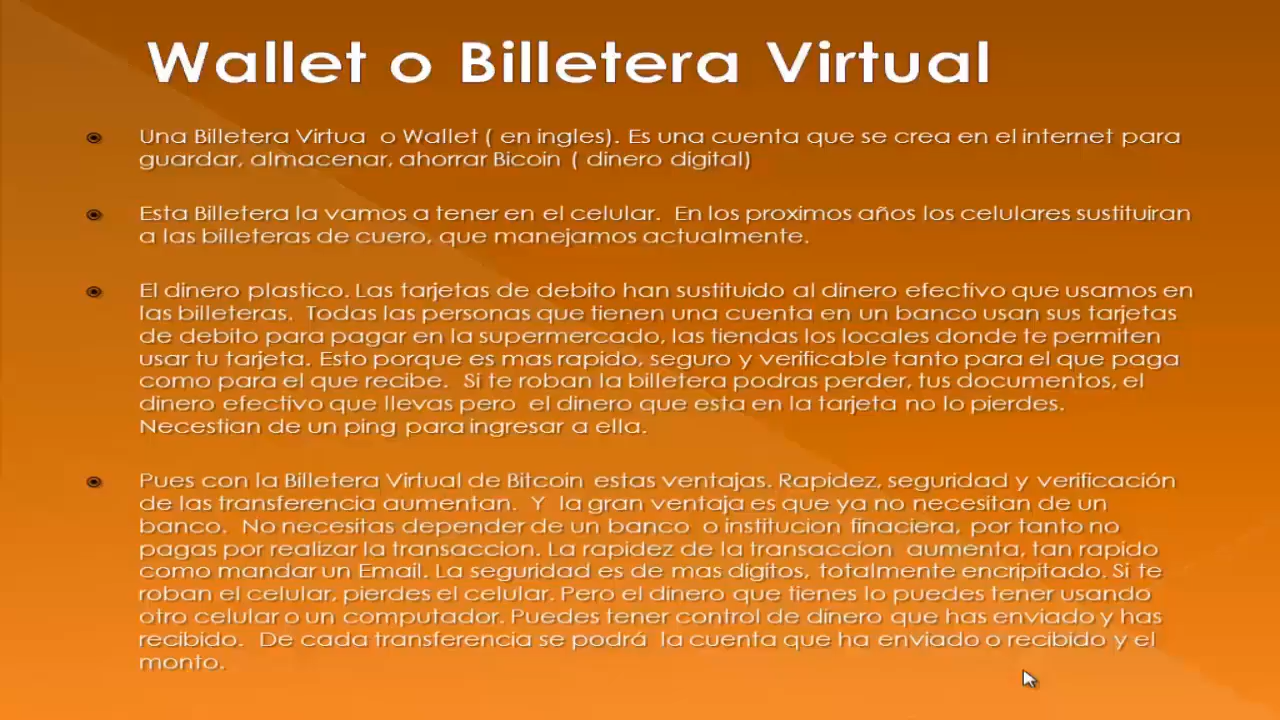 Wallet o Billetera Virtual
Una Billetera Virtua o Wallet ( en ingles). Es una cuenta que se crea en el internet para
guardar, almacenar, ahorrar Bicoin ( dinero digital)
Esta Billetera la vamos a tener en el celular. En los proximos años los celulares sustituiran
a las billeteras de cuero, que manejamos actualmente.
El dinero plastico. Las tarjetas de debito han sustituido al dinero efectivo que usamos en
las billeteras. Todas las personas que tienen una cuenta en un banco usan sus tarjetas
de debito para pagar en la supermercado, las tiendas los locales donde te permiten
usar tu tarjeta. Esto porque es mas rapido, seguro y verificable tanto para el que paga
como para el que recibe. Si te roban la billetera podras perder, tus documentos, el
dinero efectivo que llevas pero el dinero que esta en la tarjeta no lo pierdes.
Necestian de un ping para ingresar a ella.
Pues con la Billetera Virtual de Bitcoin estas ventajas. Rapidez, seguridad y verificación
de las transferencia aumentan. Y la gran ventaja es que ya no necesitan de un
banco. No necesitas depender de un banco o institucion finaciera, por tanto no
pagas por realizar la transaccion. La rapidez de la transaccion aumenta, tan rapido
como mandar un Email. La seguridad es de mas digitos, totalmente encripitado. Si te
roban el celular, pierdes el celular. Pero el dinero que tienes lo puedes tener usando
otro celular o un computador. Puedes tener control de dinero que has enviado y has
recibido. De cada transferencia se podrá la cuenta que ha enviado o recibido y el
monto.